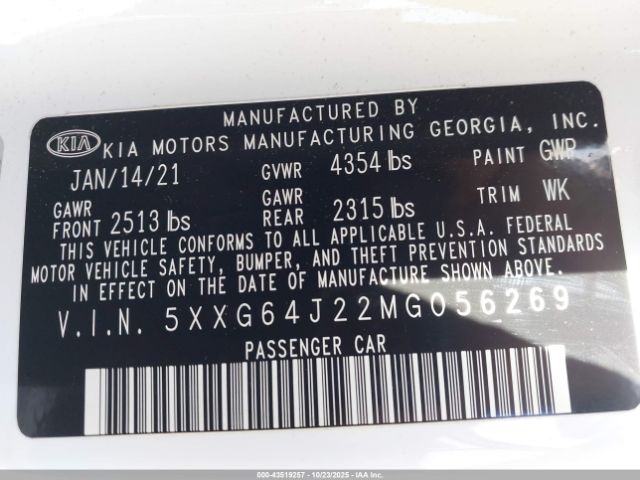 MANUFACTURED BY
KIA KIA MOTORS MANUFACTURING GEORGIA, INC.
JAN/14/21 GVWR 4354 lbs PAINT GWP
GAWR FRONT 2513 lbs GAWR REAR 2315 lbs TRIM WK
THIS VEHICLE CONFORMS TO ALL APPLICABLE U.S.A. FEDERAL
MOTOR VEHICLE SAFETY, BUMPER, AND THEFT PREVENTION STANDARDS
IN EFFECT ON THE DATE OF MANUFACTURE SHOWN ABOVE.
V.I.N. 5XXG64J22MG056269
PASSENGER CAR
000-43519257 - 10/23/2025 - IAA Inc.